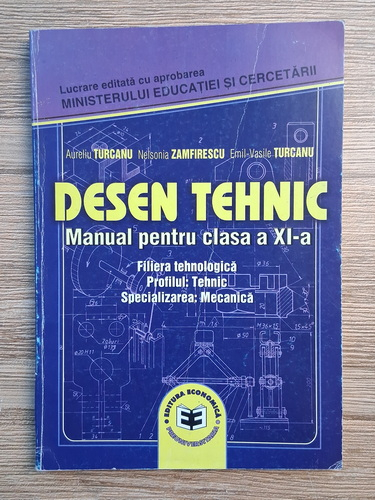 Lucrare editată cu aprobarea
MINISTERULUI EDUCAȚIEI ȘI CERCETĂRII
Aureliu TURCANU Nelsonia ZAMFIRESCU Emil-Vasile TURCANU
DESEN TEHNIC
Manual pentru clasa a XI-a
Filiera tehnologică
Profilul: Tehnic
Specializarea: Mecanică
EDITURA ECONOMICĂ
PREUNIVERSITARIA